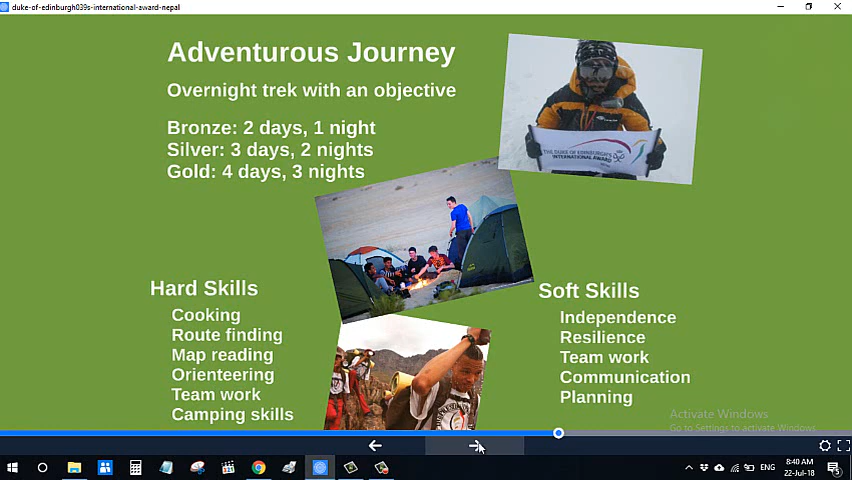 duke-of-edinburgh039s-international-award-nepal
Adventurous Journey
Overnight trek with an objective
Bronze: 2 days, 1 night
Silver: 3 days, 2 nights
Gold: 4 days, 3 nights
THE DUKE OF EDINBURGH'S
INTERNATIONAL AWARD
Hard Skills
Cooking
Route finding
Map reading
Orienteering
Team work
Camping skills
Soft Skills
Independence
Resilience
Team work
Communication
Planning
Activate Windows
Go to Settings to activate Windows.
ENG
8:40 AM
22-Jul-18
5